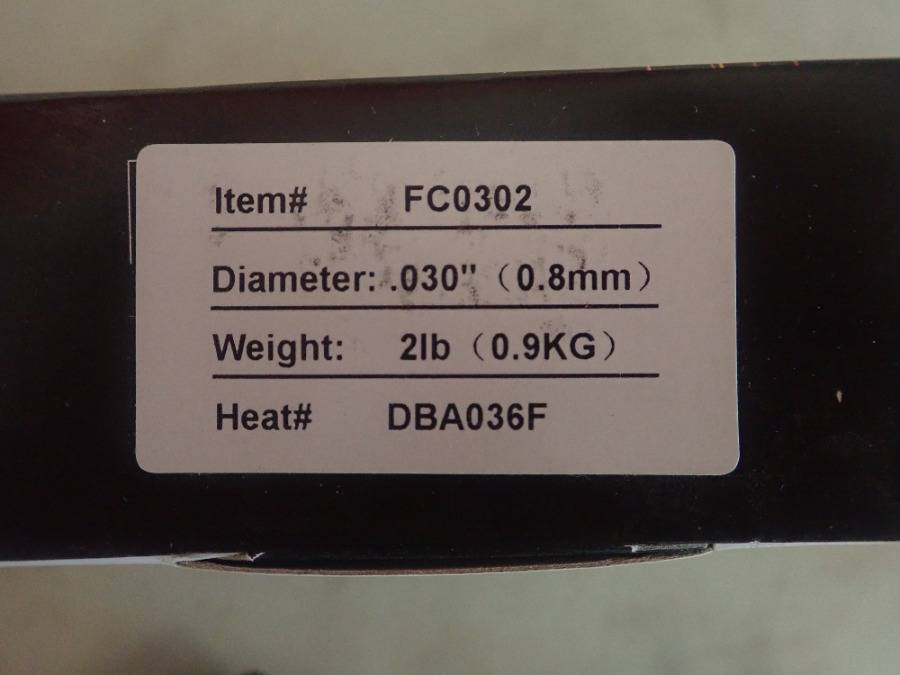 Item# FC0302
Diameter: .030" （0.8mm）
Weight: 2lb （0.9KG）
Heat# DBA036F